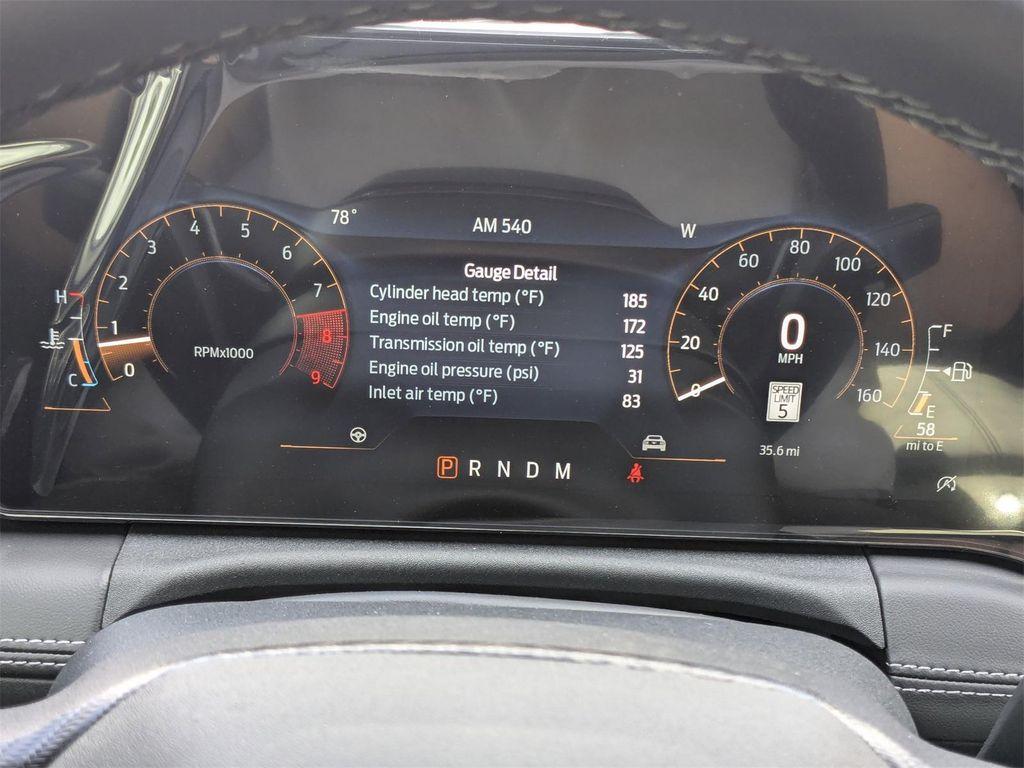 78°
AM 540
W
Gauge Detail
Cylinder head temp (°F) 185
Engine oil temp (°F) 172
Transmission oil temp (°F) 125
Engine oil pressure (psi) 31
Inlet air temp (°F) 83
0 1 2 3 4 5 6 7 8 9
RPMx1000
H
C
0 20 40 60 80 100 120 140 160
0
MPH
SPEED
LIMIT
5
F
E
58
mi to E
35.6 mi
P R N D M
A